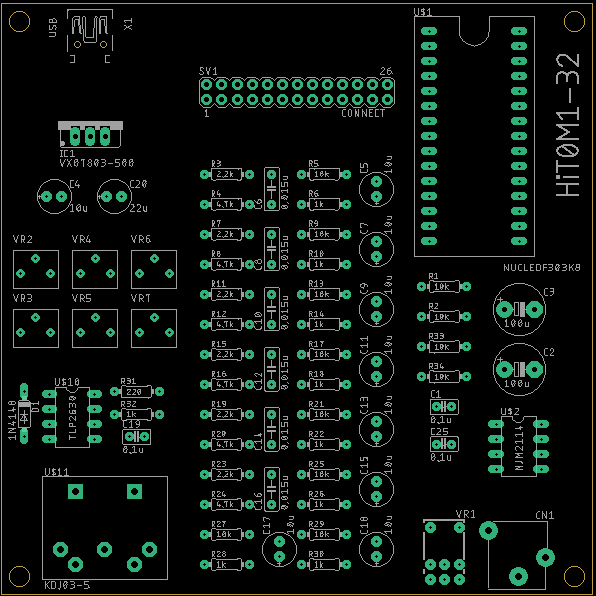 USB
X1
U$1
SV1
26
1
CONNECT
HiTOM1-32
IC1
VX0T803-500
C4
10u
C20
22u
R3
2.2k
R4
4.7k
C6
0.015u
R5
10k
R6
1k
C5
10u
VR2
VR4
VR6
R7
2.2k
R8
4.7k
C8
0.015u
R9
10k
R10
1k
C7
10u
NUCLEOF303K8
VR3
VR5
VR7
R11
2.2k
R12
4.7k
C10
0.015u
R13
10k
R14
1k
C9
10u
R1
10k
R2
10k
R33
10k
R34
10k
C3
100u
C2
100u
R15
2.2k
R16
4.7k
C12
0.015u
R17
10k
R18
1k
C11
10u
1N4148
D1
U$10
TLP2630
R31
220
R32
1k
C19
0.1u
R19
2.2k
R20
4.7k
C14
0.015u
R21
10k
R22
1k
C13
10u
C1
0.1u
C25
0.1u
U$2
NJM2114
U$11
KDJ03-5
R23
2.2k
R24
4.7k
C16
0.015u
R25
10k
R26
1k
C15
10u
R27
10k
R28
1k
C17
10u
R29
10k
R30
1k
C18
10u
VR1
CN1